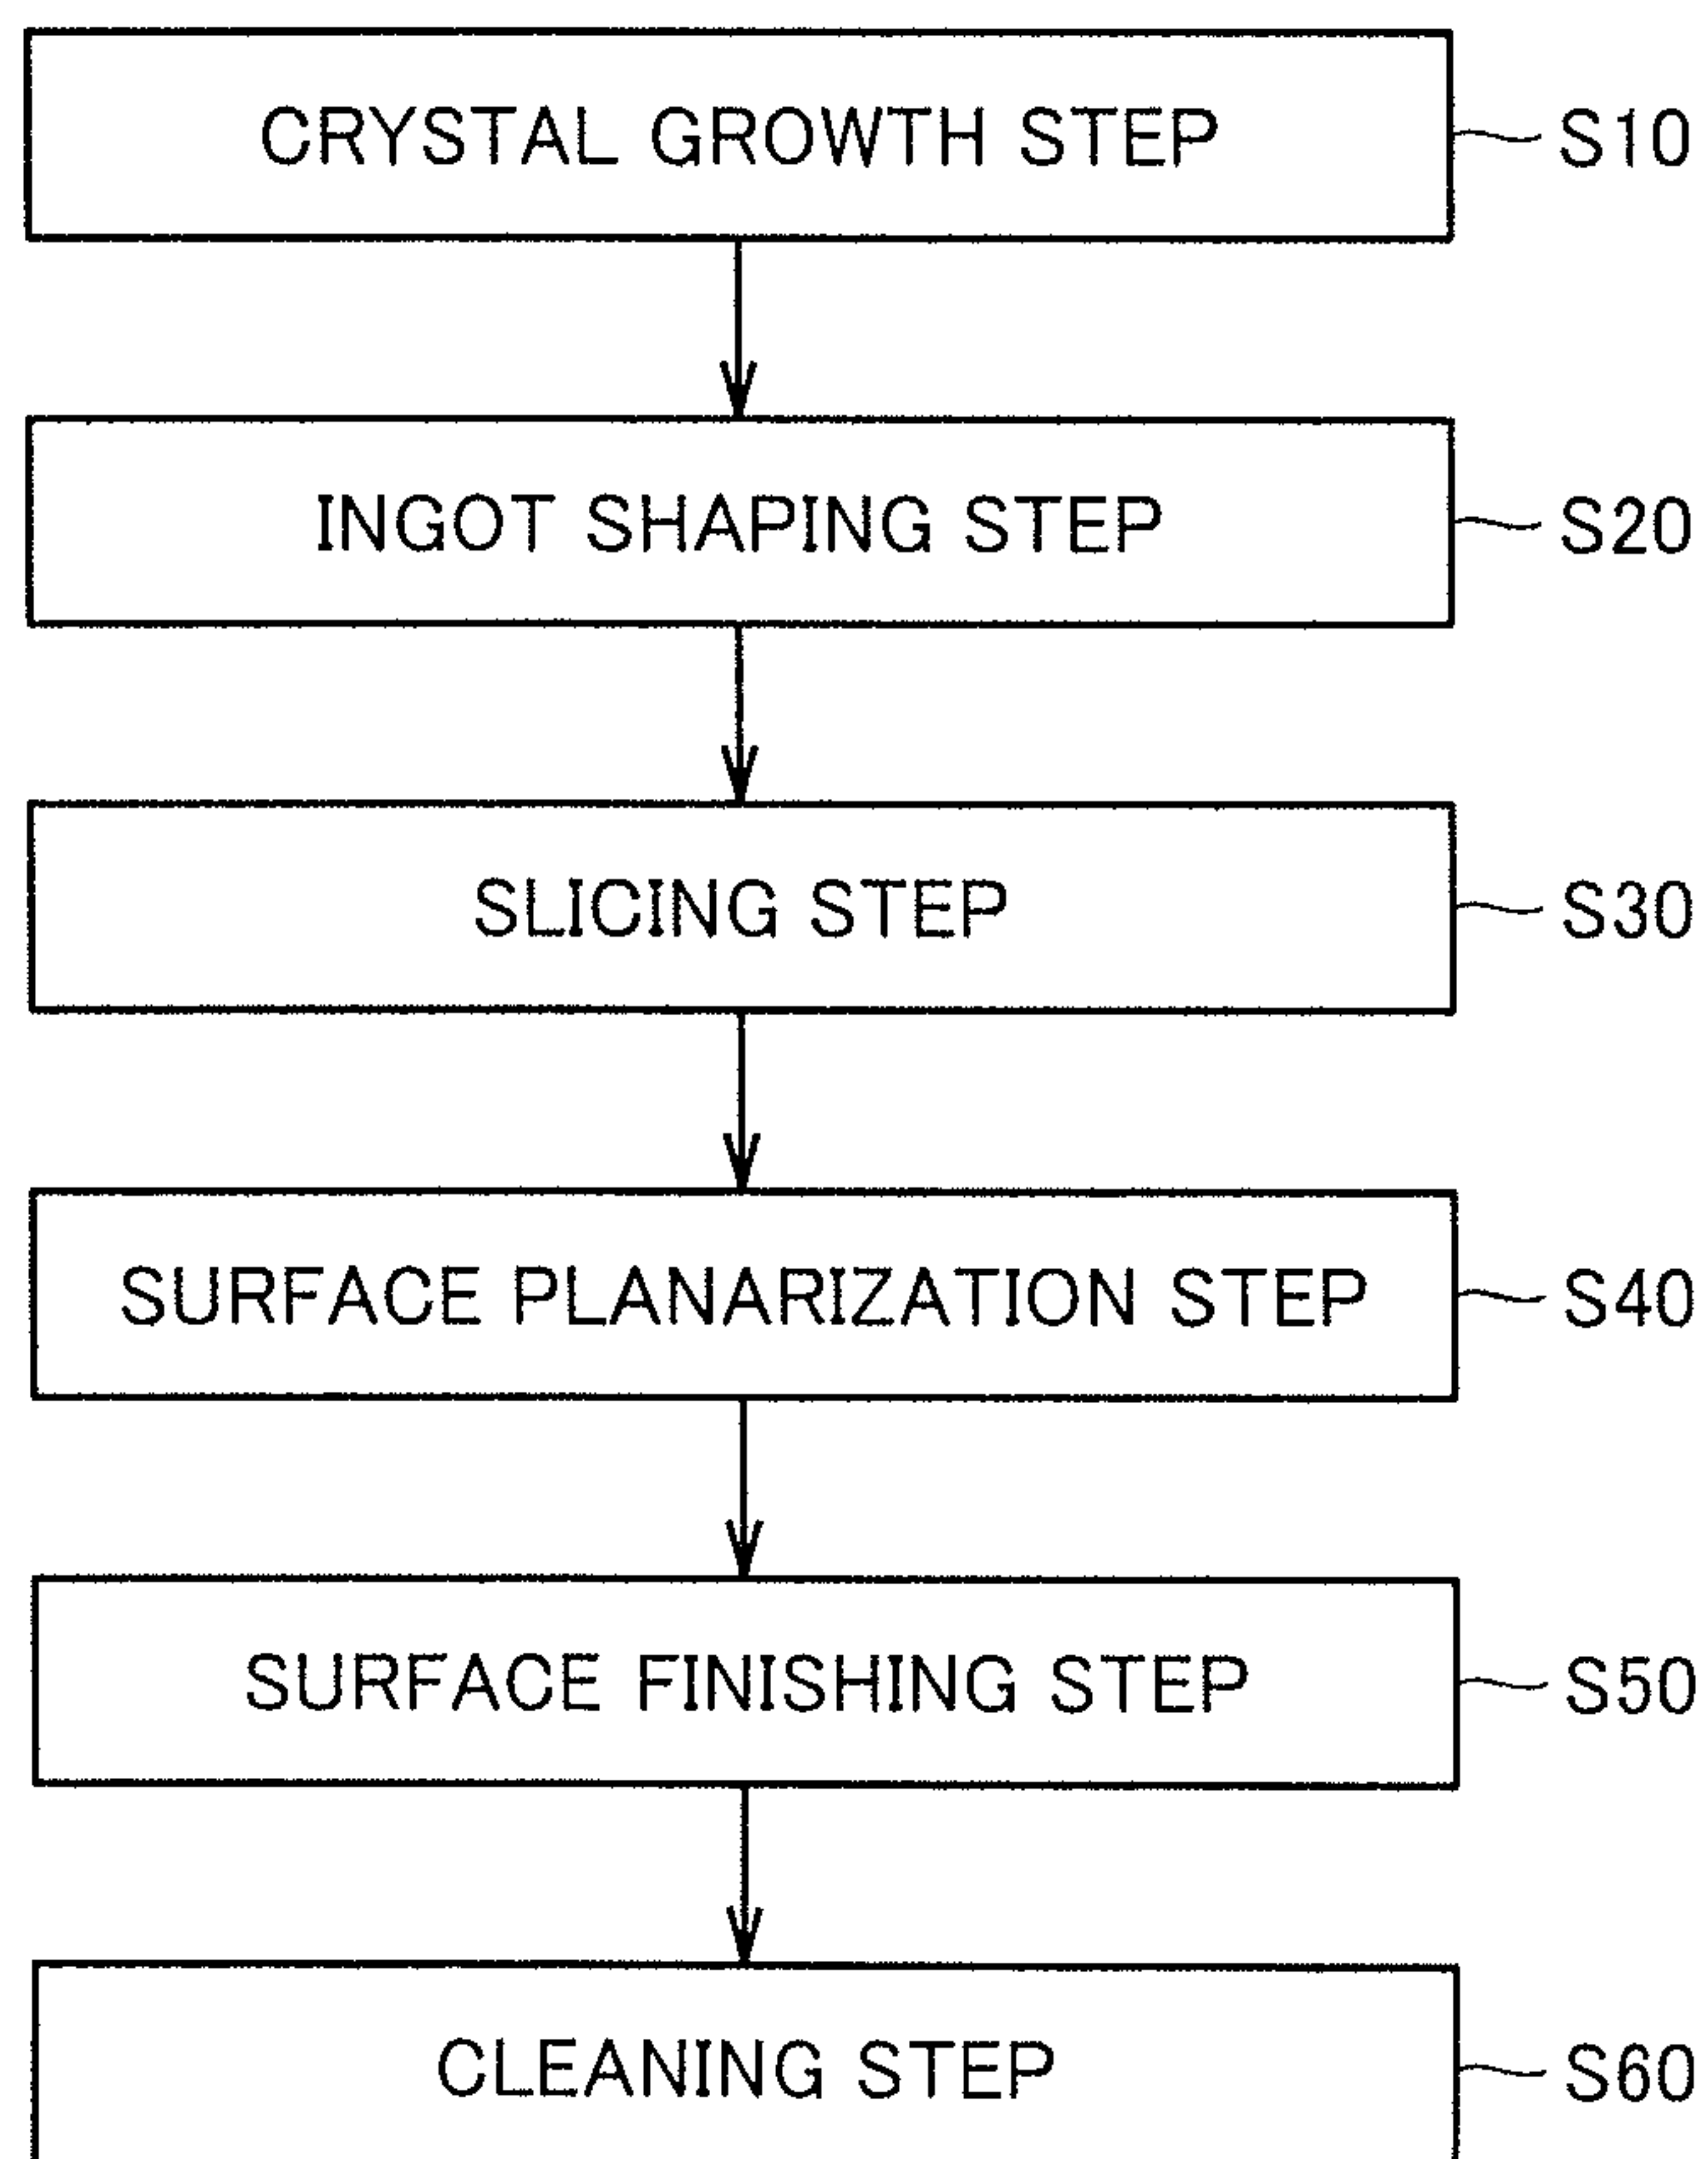 CRYSTAL GROWTH STEP S10
INGOT SHAPING STEP S20
SLICING STEP S30
SURFACE PLANARIZATION STEP S40
SURFACE FINISHING STEP S50
CLEANING STEP S60